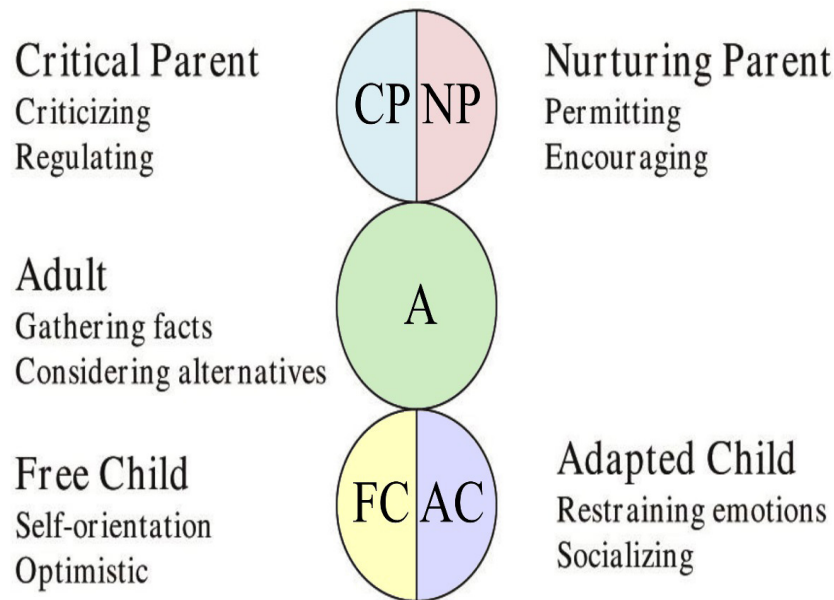 Critical Parent
Criticizing
Regulating
CP NP
Nurturing Parent
Permitting
Encouraging
Adult
Gathering facts
Considering alternatives
A
Free Child
Self-orientation
Optimistic
FC AC
Adapted Child
Restraining emotions
Socializing